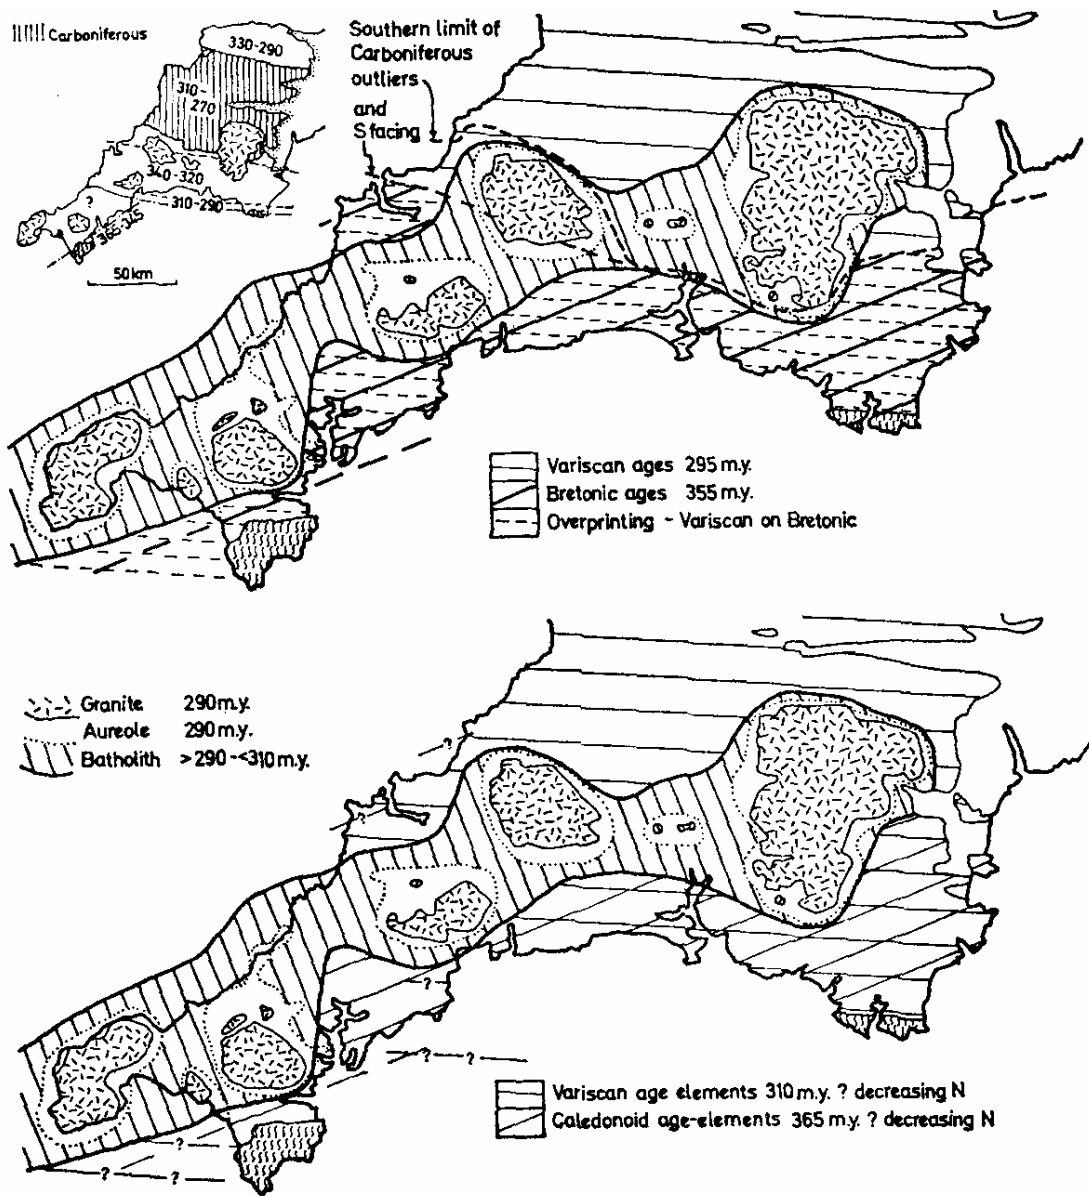 Carboniferous
330-290
310-
270
340-320
?
310-290
365-345
50km
Southern limit of
Carboniferous
outliers
and
S facing
Variscan ages 295 m.y.
Bretonic ages 355 m.y.
Overprinting - Variscan on Bretonic
Granite 290 m.y.
Aureole 290 m.y.
Batholith >290-<310 m.y.
?
?
?
? ?
?
? ?
Variscan age elements 310 m.y. ? decreasing N
Caledonoid age-elements 365 m.y. ? decreasing N